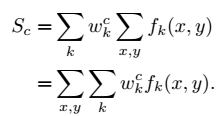 S_c = \sum_k w_k^c \sum_{x,y} f_k(x, y)
= \sum_{x,y} \sum_k w_k^c f_k(x, y).